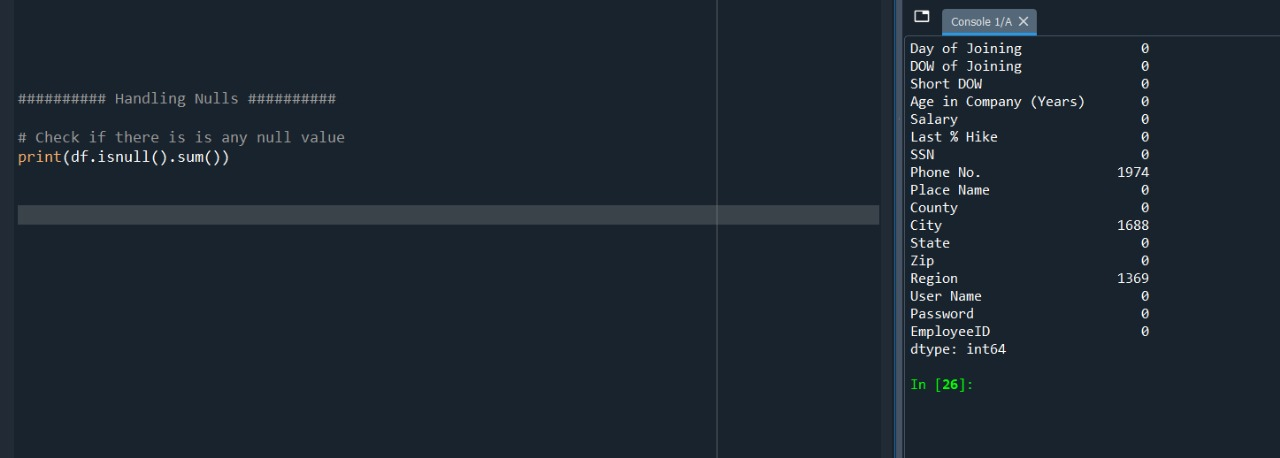 ########## Handling Nulls ##########
# Check if there is is any null value
print(df.isnull().sum())
Console 1/A
Day of Joining 0
DOW of Joining 0
Short DOW 0
Age in Company (Years) 0
Salary 0
Last % Hike 0
SSN 0
Phone No. 1974
Place Name 0
County 0
City 1688
State 0
Zip 0
Region 1369
User Name 0
Password 0
EmployeeID 0
dtype: int64
In [26]: